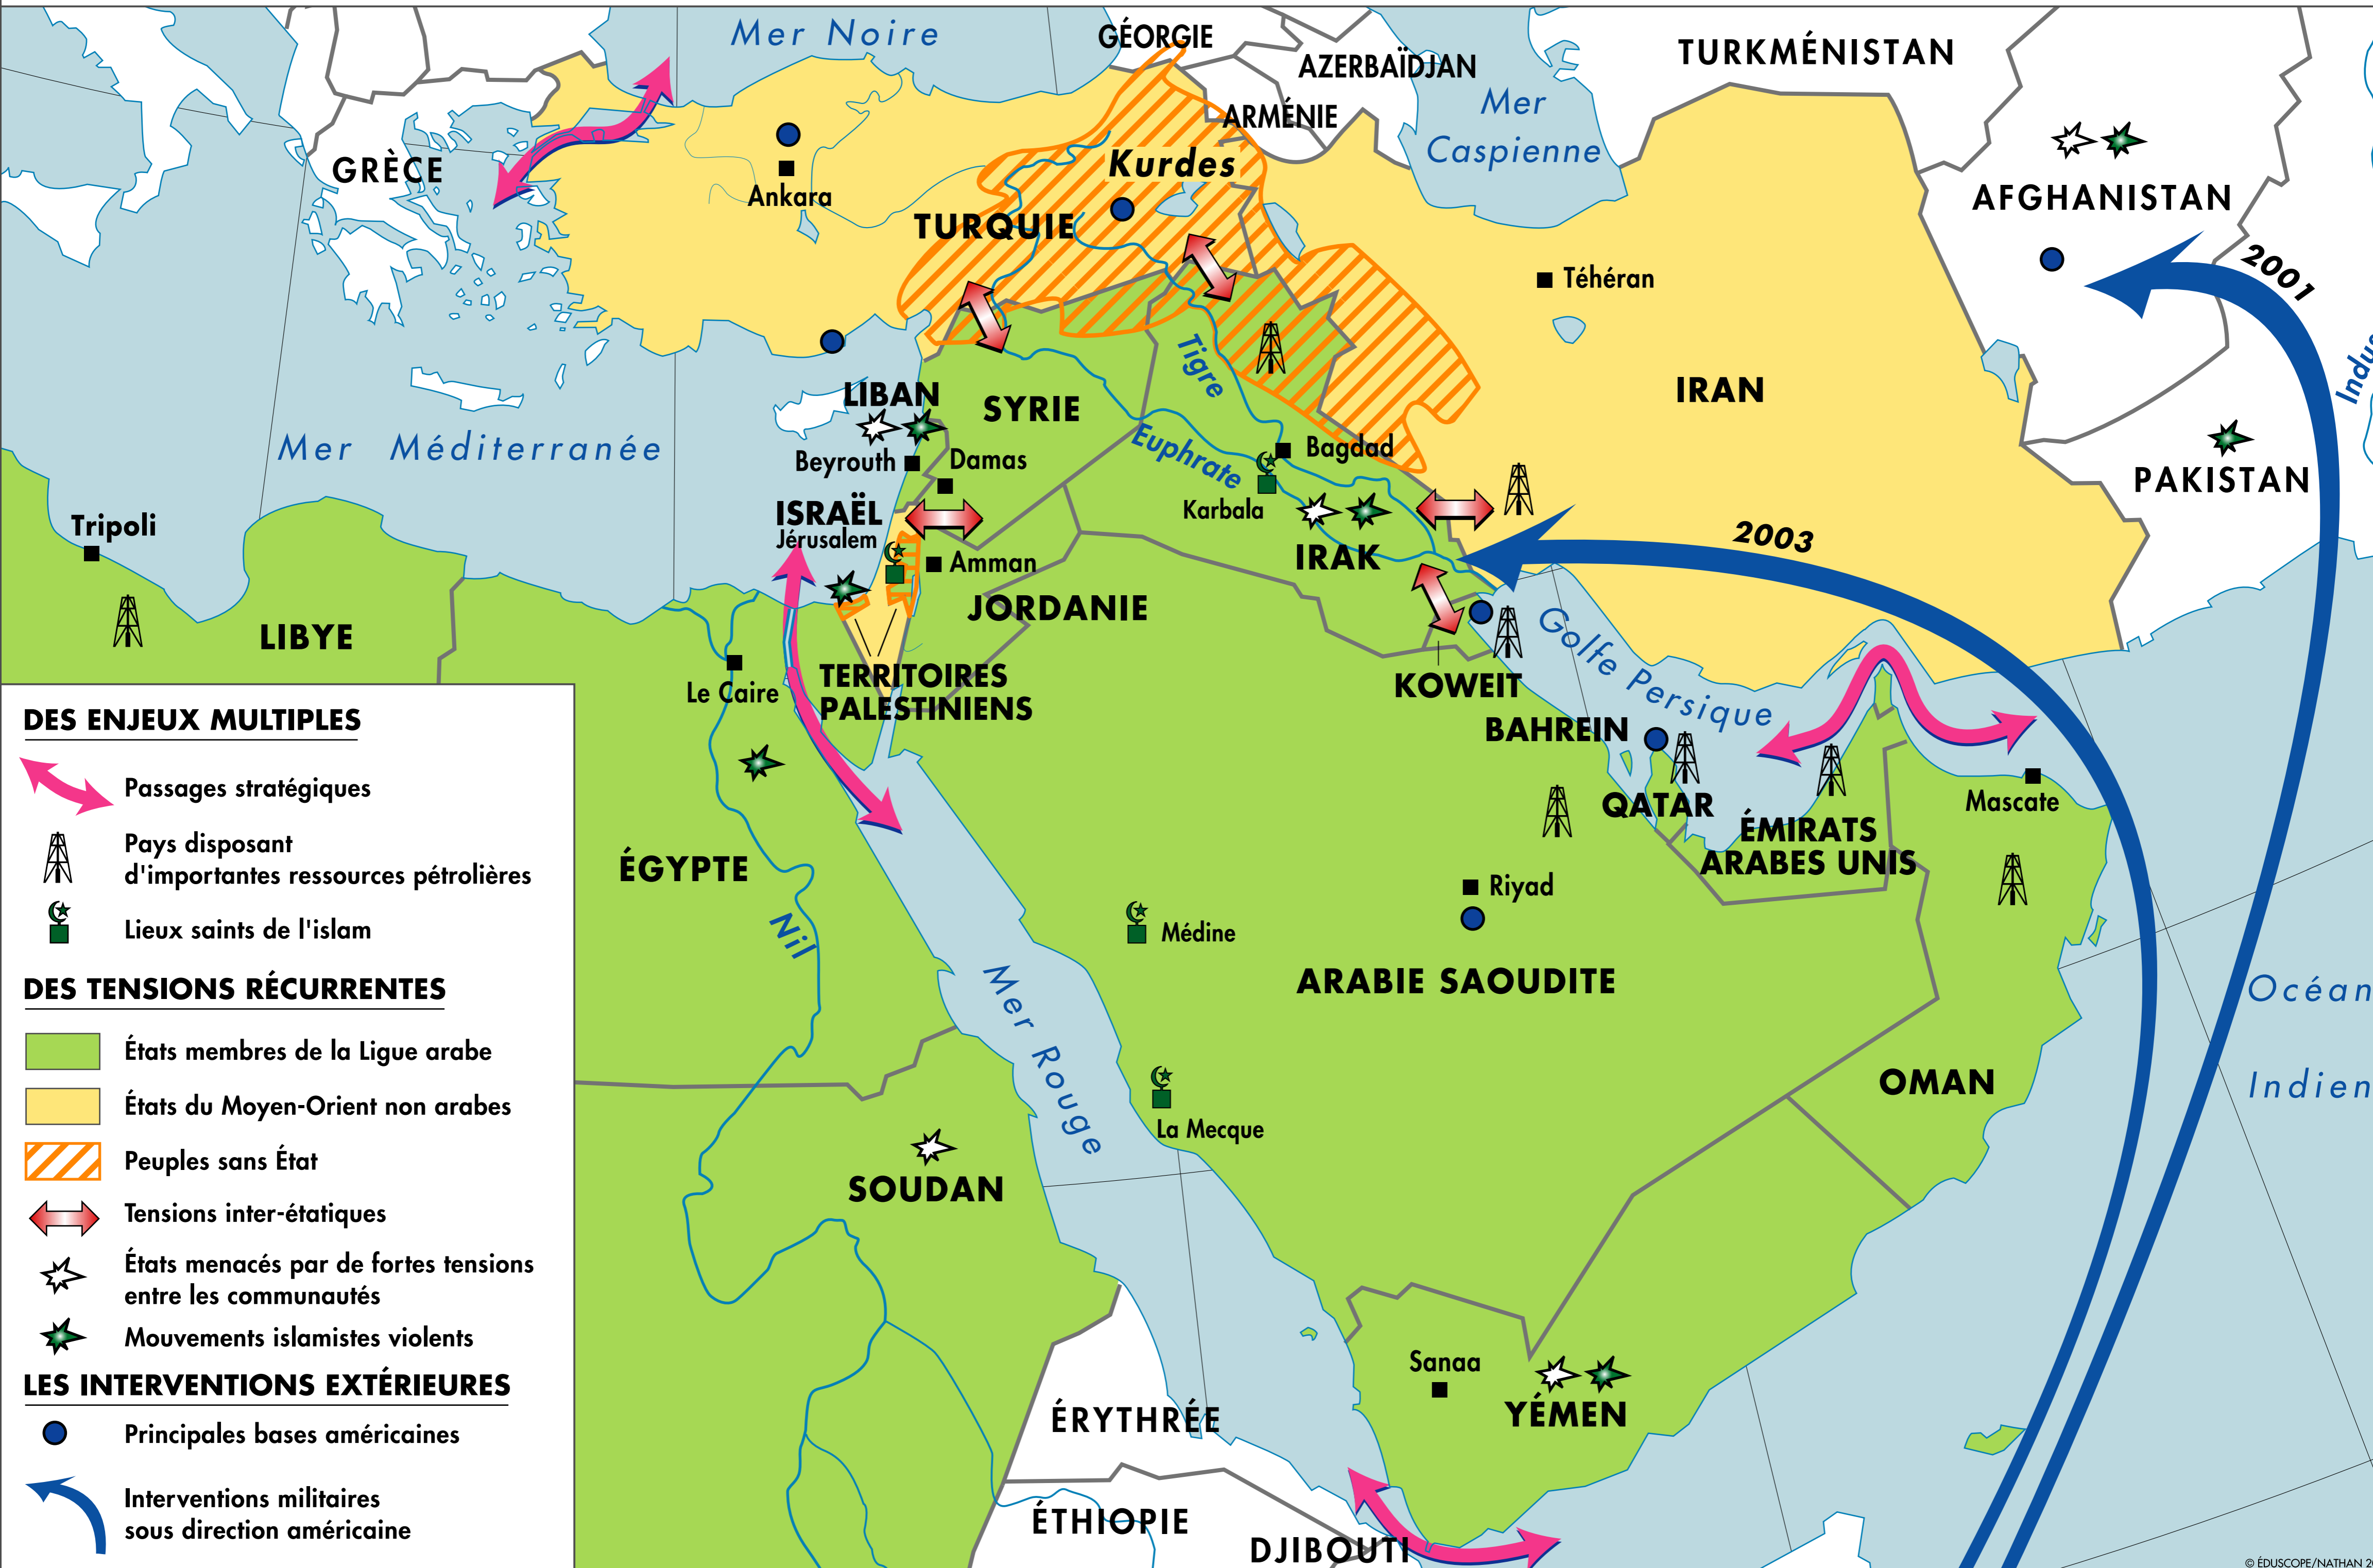 Mer Noire
GÉORGIE
AZERBAÏDJAN
TURKMÉNISTAN
Mer
Caspienne
ARMÉNIE
GRÈCE
Kurdes
Ankara
TURQUIE
AFGHANISTAN
2001
Téhéran
Indus
Tigre
LIBAN
SYRIE
IRAN
Mer Méditerranée
Beyrouth
Damas
Euphrate
Bagdad
Karbala
PAKISTAN
ISRAËL
Jérusalem
Tripoli
2003
Amman
IRAK
JORDANIE
LIBYE
Golfe Persique
Le Caire
TERRITOIRES
PALESTINIENS
KOWEIT
BAHREIN
QATAR
Mascate
ÉMIRATS
ARABES UNIS
ÉGYPTE
Riyad
Nil
Médine
ARABIE SAOUDITE
Mer Rouge
Océan
Indien
OMAN
La Mecque
SOUDAN
Sanaa
YÉMEN
ÉRYTHRÉE
ÉTHIOPIE
DJIBOUTI
DES ENJEUX MULTIPLES
Passages stratégiques
Pays disposant
d'importantes ressources pétrolières
Lieux saints de l'islam
DES TENSIONS RÉCURRENTES
États membres de la Ligue arabe
États du Moyen-Orient non arabes
Peuples sans État
Tensions inter-étatiques
États menacés par de fortes tensions
entre les communautés
Mouvements islamistes violents
LES INTERVENTIONS EXTÉRIEURES
Principales bases américaines
Interventions militaires
sous direction américaine
© ÉDUSCOPE/NATHAN